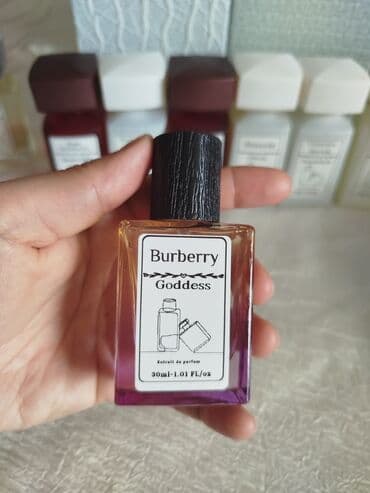 Burberry
Goddess
Extrait de parfum
30ml-1.01 FL/oz